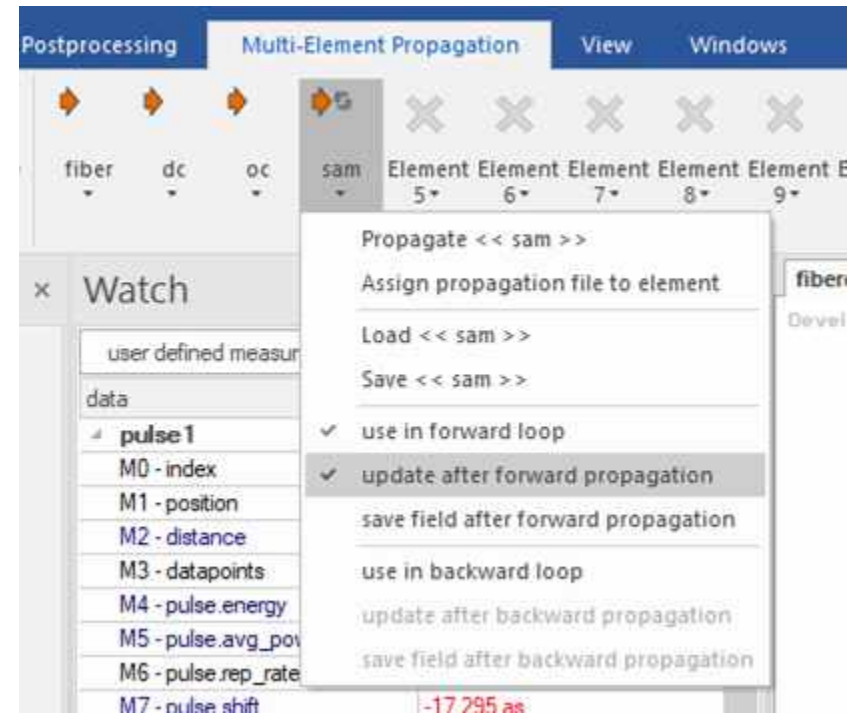 Postprocessing Multi-Element Propagation View Windows
fiber dc oc sam Element Element Element Element Element E
5 6 7 8 9
Propagate << sam >>
Assign propagation file to element
Load << sam >>
Save << sam >>
use in forward loop
update after forward propagation
save field after forward propagation
use in backward loop
update after backward propagation
save field after backward propagation
× Watch
user defined measur
data
pulse1
M0 - index
M1 - position
M2 - distance
M3 - datapoints
M4 - pulse.energy
M5 - pulse.avg_pow
M6 - pulse.rep_rate
M7 - pulse.shift -17.295 as
fiber
Devel